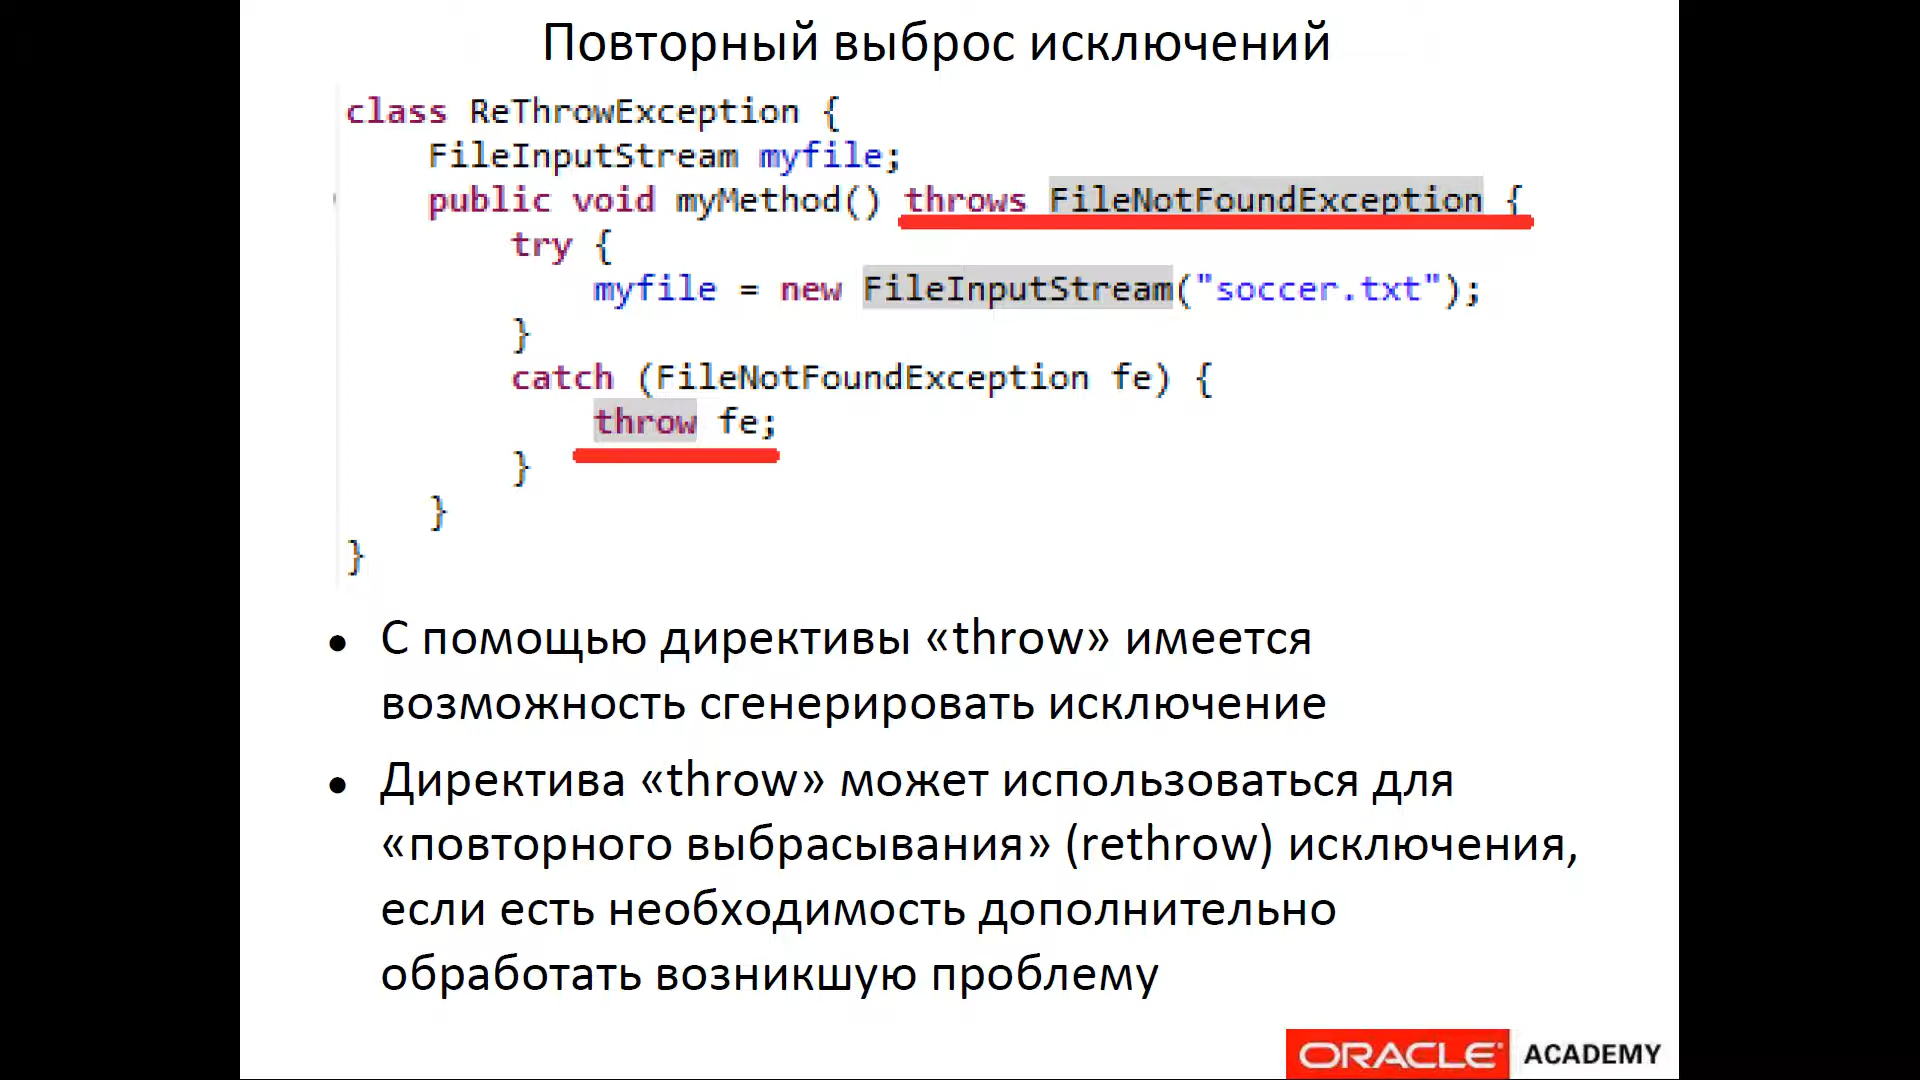 Повторный выброс исключений
class ReThrowException {
FileInputStream myfile;
public void myMethod() throws FileNotFoundException {
try {
myfile = new FileInputStream("soccer.txt");
}
catch (FileNotFoundException fe) {
throw fe;
}
}
}
• С помощью директивы «throw» имеется
возможность сгенерировать исключение
• Директива «throw» может использоваться для
«повторного выбрасывания» (rethrow) исключения,
если есть необходимость дополнительно
обработать возникшую проблему
ORACLE ACADEMY